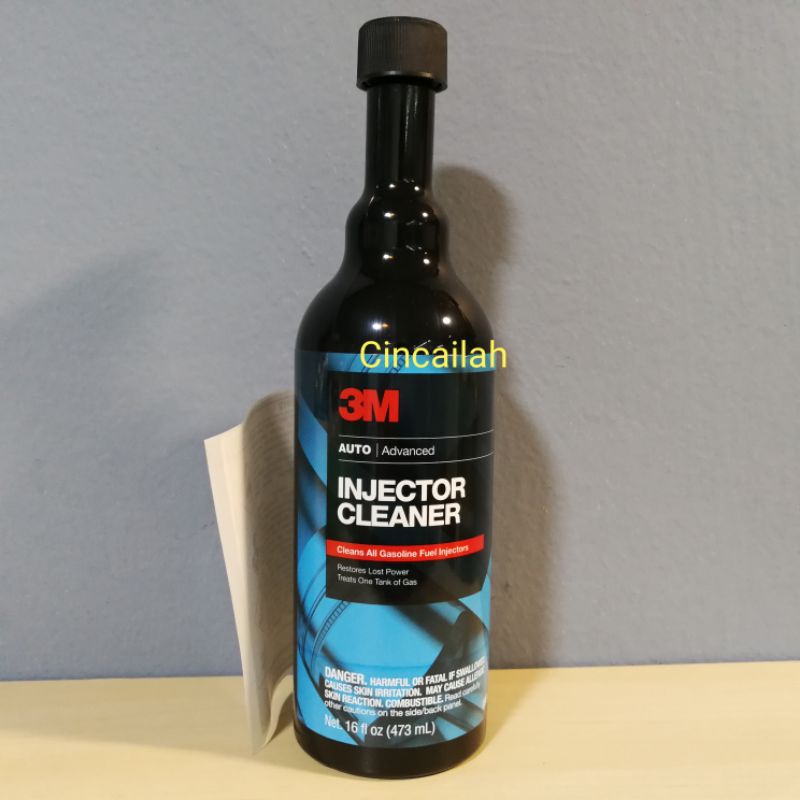 Cincailah
3M
AUTO | Advanced
INJECTOR
CLEANER
Cleans All Gasoline Fuel Injectors
Restores Lost Power
Treats One Tank of Gas
DANGER. HARMFUL OR FATAL IF SWALLOWED.
CAUSES SKIN IRRITATION. MAY CAUSE ALLERGIC
SKIN REACTION. COMBUSTIBLE. Read carefully
other cautions on the side/back panel.
Net. 16 fl oz (473 mL)